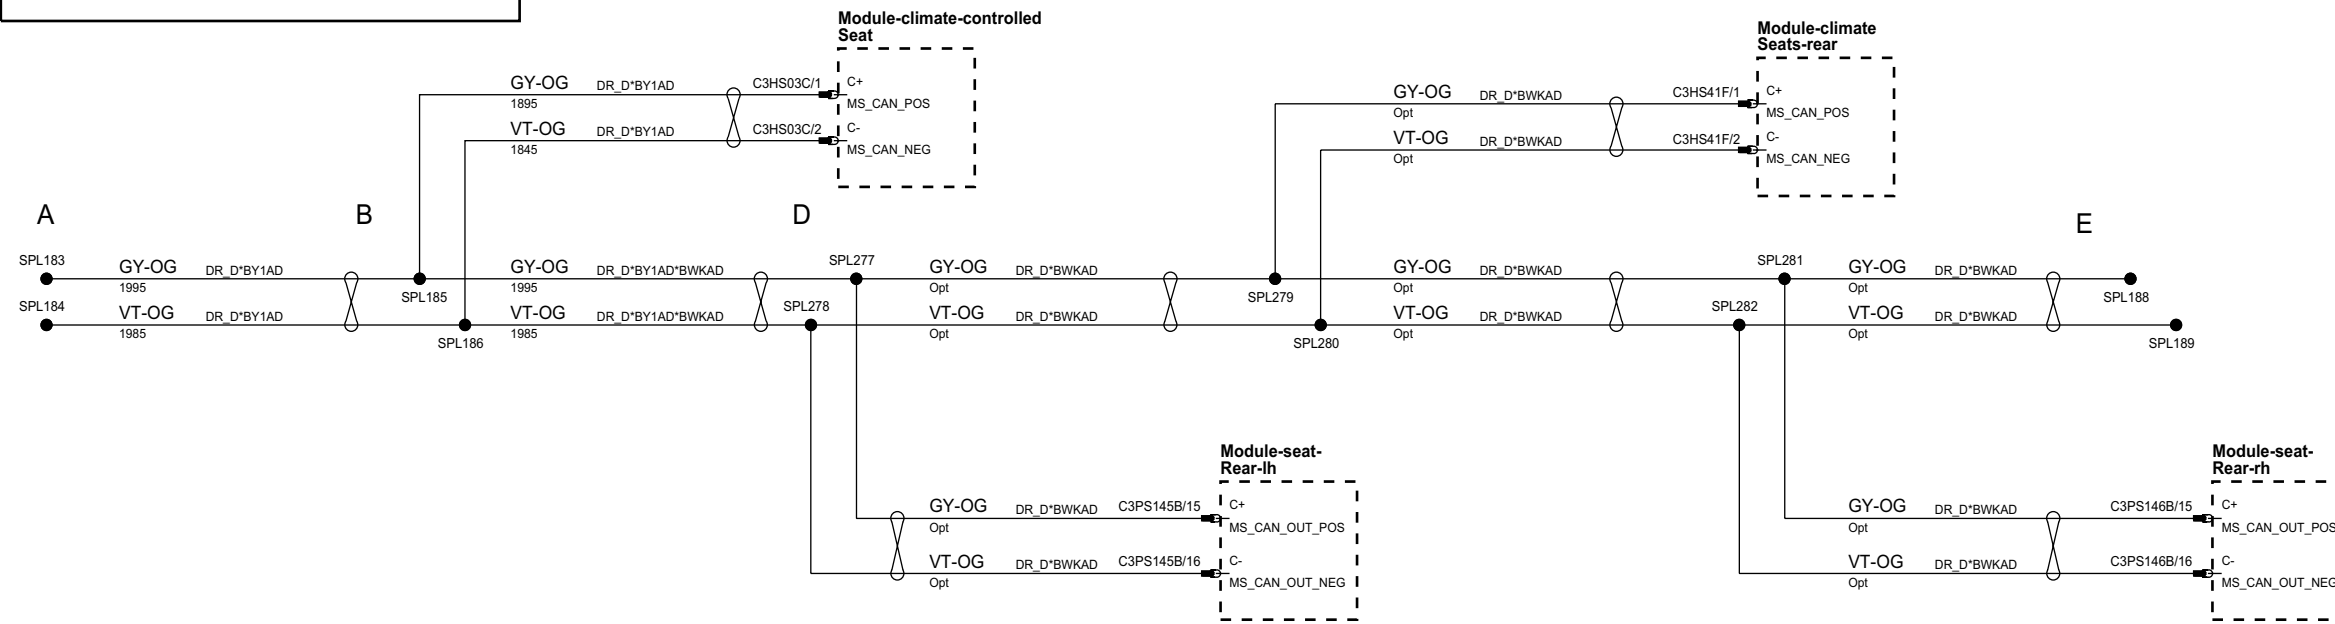 Module-climate-controlled
Seat
GY-OG DR_D*BY1AD C3HS03C/1 C+
1895 MS_CAN_POS
VT-OG DR_D*BY1AD C3HS03C/2 C-
1845 MS_CAN_NEG
Module-climate
Seats-rear
GY-OG DR_D*BWKAD C3HS41F/1 C+
Opt MS_CAN_POS
VT-OG DR_D*BWKAD C3HS41F/2 C-
Opt MS_CAN_NEG
A B D E
SPL183 GY-OG DR_D*BY1AD SPL185 GY-OG DR_D*BY1AD*BWKAD SPL277 GY-OG DR_D*BWKAD SPL279 GY-OG DR_D*BWKAD SPL281 GY-OG DR_D*BWKAD SPL188
1995 1995 Opt Opt Opt
SPL184 VT-OG DR_D*BY1AD SPL186 VT-OG DR_D*BY1AD*BWKAD SPL278 VT-OG DR_D*BWKAD SPL280 VT-OG DR_D*BWKAD SPL282 VT-OG DR_D*BWKAD SPL189
1985 1985 Opt Opt Opt
Module-seat-
Rear-lh
GY-OG DR_D*BWKAD C3PS145B/15 C+
Opt MS_CAN_OUT_POS
VT-OG DR_D*BWKAD C3PS145B/16 C-
Opt MS_CAN_OUT_NEG
Module-seat-
Rear-rh
GY-OG DR_D*BWKAD C3PS146B/15 C+
Opt MS_CAN_OUT_POS
VT-OG DR_D*BWKAD C3PS146B/16 C-
Opt MS_CAN_OUT_NEG